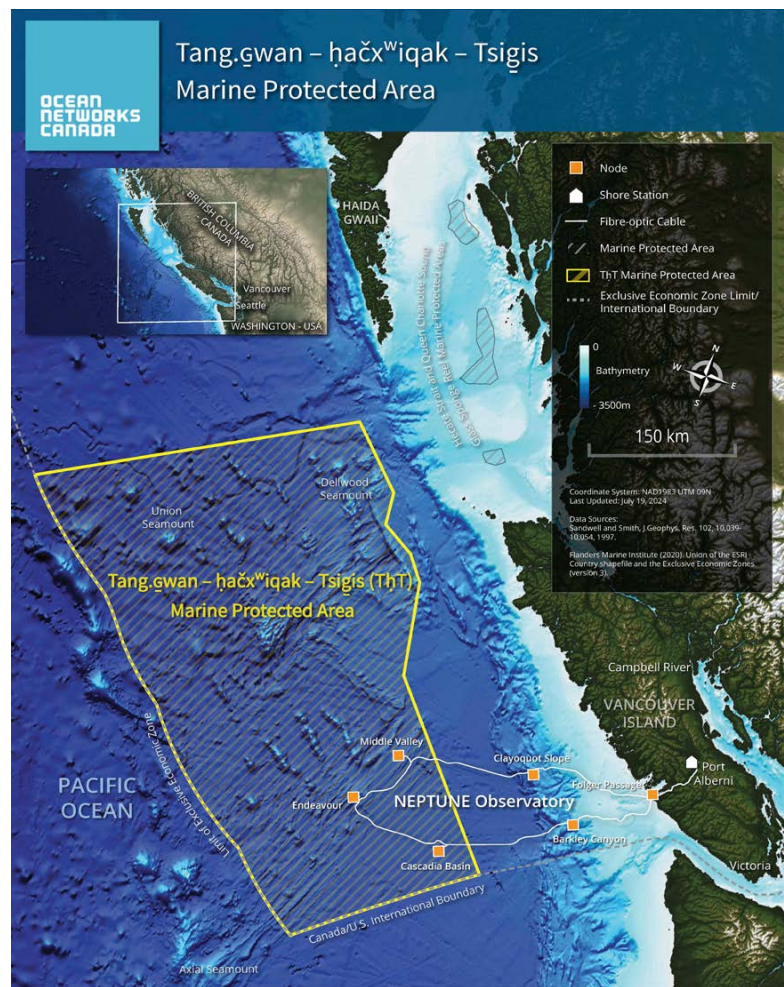 OCEAN
NETWORKS
CANADA
Tang.ɢ̱wan – ḥačxʷiqak – Tsig̱is
Marine Protected Area
BRITISH COLUMBIA
CANADA
Vancouver
Seattle
WASHINGTON - USA
HAIDA
GWAII
Hecate Strait and Queen Charlotte Sound
Glass Sponge Reef Marine Protected Areas
Node
Shore Station
Fibre-optic Cable
Marine Protected Area
TḥT Marine Protected Area
Exclusive Economic Zone Limit/
International Boundary
0
Bathymetry
- 3500m
N
W
E
S
150 km
Coordinate System: NAD1983 UTM 09N
Last Updated: July 19, 2024
Data Sources:
Sandwell and Smith, J Geophys. Res. 102, 10,039-
10,054, 1997.
Flanders Marine Institute (2020). Union of the ESRI
Country shapefile and the Exclusive Economic Zones
(version 3).
Union
Seamount
Dellwood
Seamount
Tang.ɢ̱wan – ḥačxʷiqak – Tsig̱is (TḥT)
Marine Protected Area
Campbell River
VANCOUVER
ISLAND
Port
Alberni
Middle Valley
Clayoquot Slope
Folger Passage
PACIFIC
OCEAN
Limit of Exclusive Economic Zone
Endeavour
NEPTUNE Observatory
Barkley Canyon
Cascadia Basin
Victoria
Canada/U.S. International Boundary
Axial Seamount